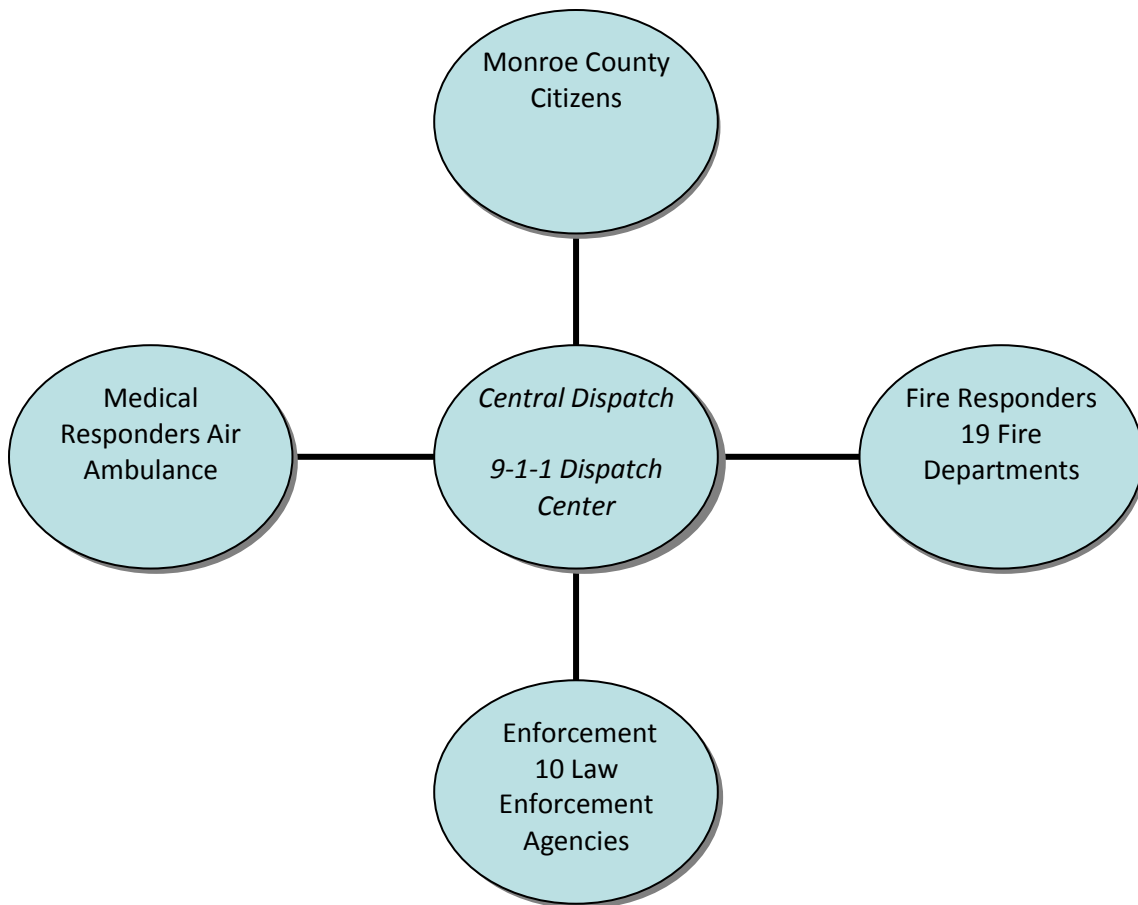 Monroe County
Citizens
Medical
Responders Air
Ambulance
Central Dispatch
9-1-1 Dispatch
Center
Fire Responders
19 Fire
Departments
Enforcement
10 Law
Enforcement
Agencies